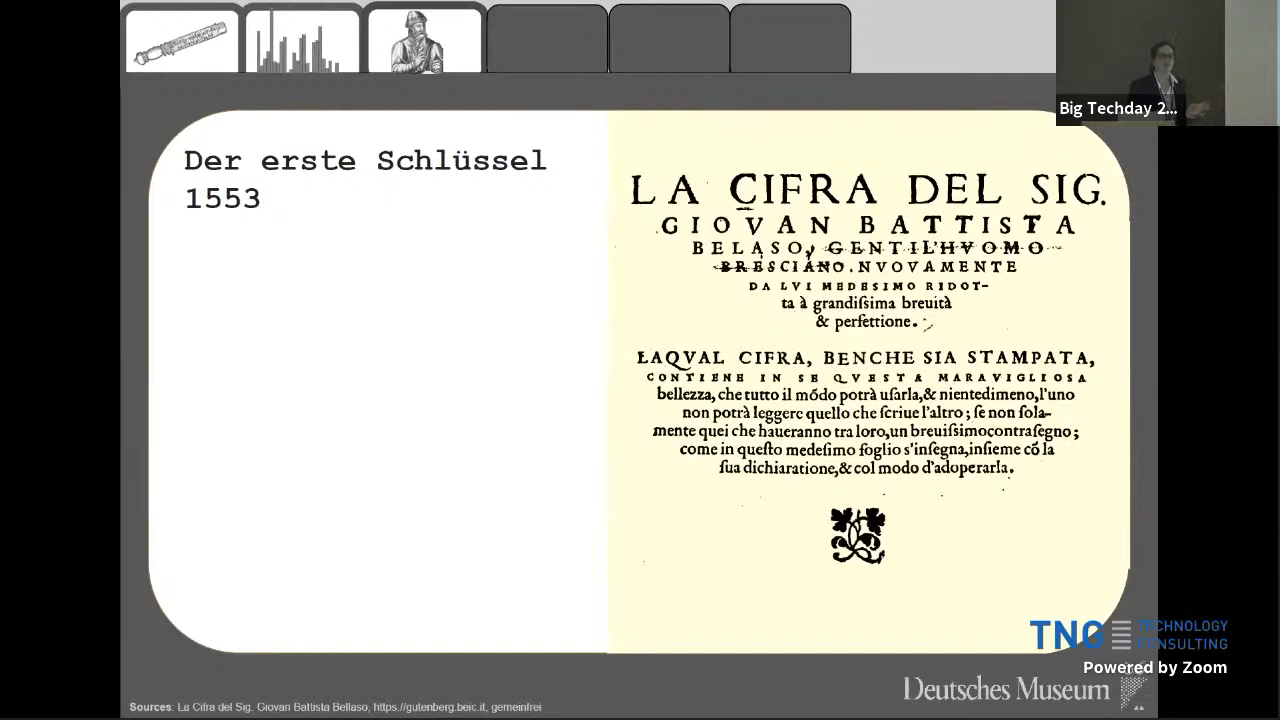 Big Techday 2...
Der erste Schlüssel
1553
LA CIFRA DEL SIG.
GIOVAN BATTISTA
BELASO, GENTIL'HVOMO
BRESCIANO. NVOVAMENTE
DA LVI MEDESIMO RIDOT-
ta à grandiſsima breuità
& perfettione.
LAQVAL CIFRA, BENCHE SIA STAMPATA,
CONTIENE IN SE QVESTA MARAVIGLIOSA
bellezza, che tutto il mõdo potrà uſarla,& nientedimeno,l'uno
non potrà leggere quello che ſcriue l'altro ; ſe non ſola-
mente quei che haueranno tra loro,un breuiſsimo contraſegno ;
come in queſto medeſimo foglio s'inſegna,inſieme cõ la
ſua dichiaratione,& col modo d'adoperarla.
TNG TECHNOLOGY
CONSULTING
Powered by Zoom
Deutsches Museum
Sources: La Cifra del Sig. Giovan Battista Bellaso, https://gutenberg.beic.it, gemeinfrei